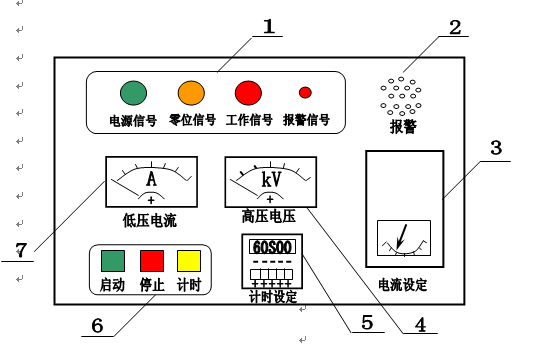 1
2
电源信号 零位信号 工作信号 报警信号
报警
3
A
kV
低压电流
高压电压
60S00
7
启动 停止 计时
计时设定
电流设定
6
5
4